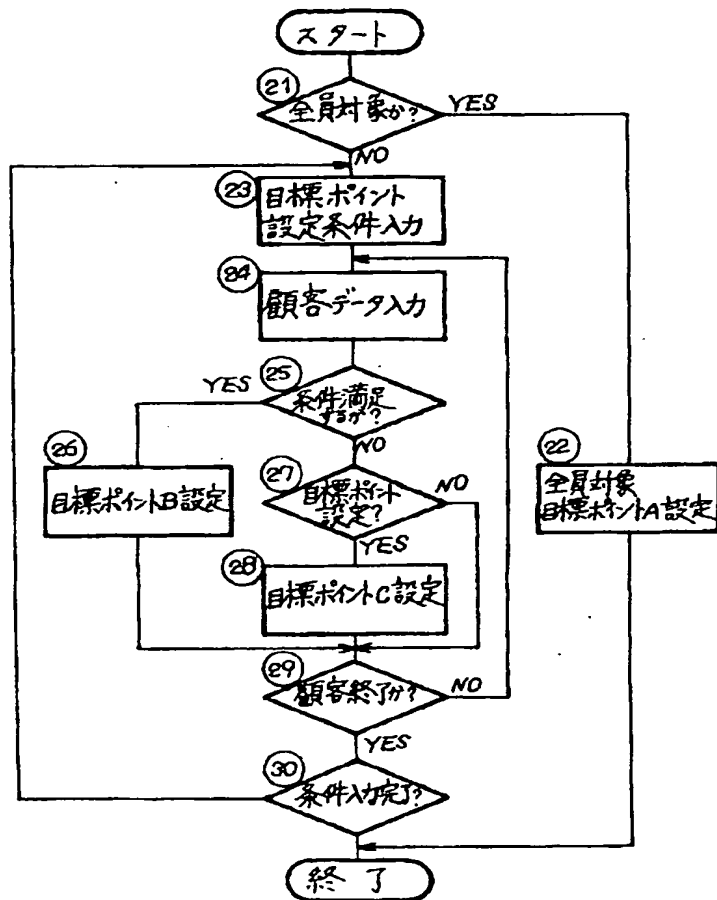 スタート
21
全員対象か?
YES
NO
23
目標ポイント
設定条件入力
24
顧客データ入力
25
YES
条件満足
するか?
NO
26
目標ポイントB設定
27
目標ポイント
設定?
NO
YES
22
全員対象
目標ポイントA設定
28
目標ポイントC設定
29
顧客終了か?
NO
YES
30
条件入力完了?
終了